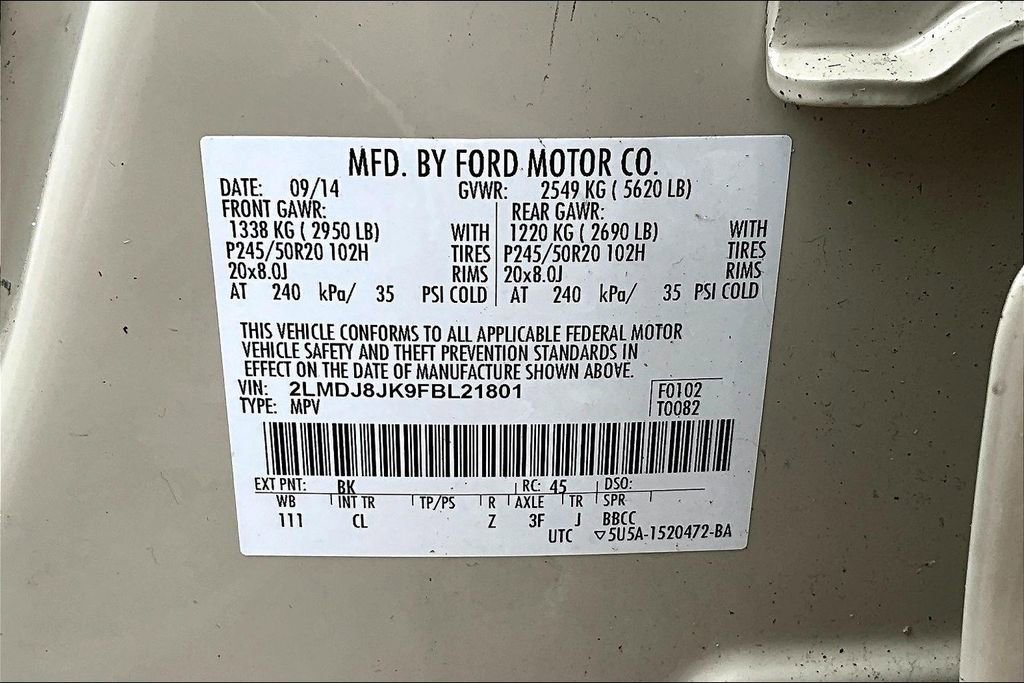 MFD. BY FORD MOTOR CO.
DATE: 09/14 GVWR: 2549 KG ( 5620 LB)
FRONT GAWR: REAR GAWR:
1338 KG ( 2950 LB) WITH 1220 KG ( 2690 LB) WITH
P245/50R20 102H TIRES P245/50R20 102H TIRES
20x8.0J RIMS 20x8.0J RIMS
AT 240 kPa/ 35 PSI COLD AT 240 kPa/ 35 PSI COLD
THIS VEHICLE CONFORMS TO ALL APPLICABLE FEDERAL MOTOR
VEHICLE SAFETY AND THEFT PREVENTION STANDARDS IN
EFFECT ON THE DATE OF MANUFACTURE SHOWN ABOVE.
VIN: 2LMDJ8JK9FBL21801 F0102
TYPE: MPV T0082
EXT PNT: BK RC: 45 DSO:
WB INT TR TP/PS R AXLE TR SPR
111 CL Z 3F J BBCC
UTC ▽5U5A-1520472-BA